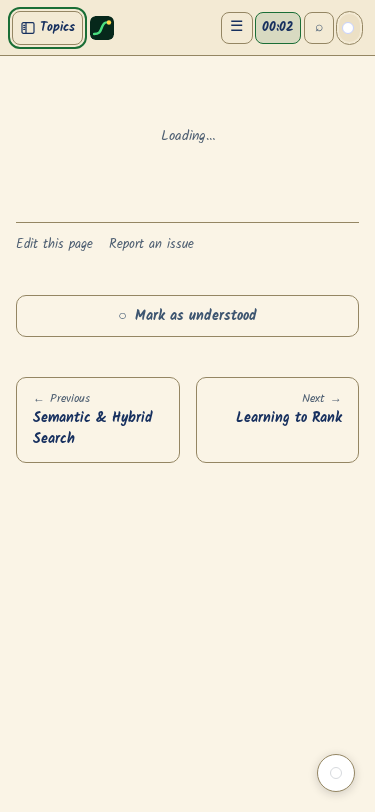 Topics
☰
00:02
⌕
Loading...
Edit this page Report an issue
○ Mark as understood
← Previous
Semantic & Hybrid
Search
Next →
Learning to Rank